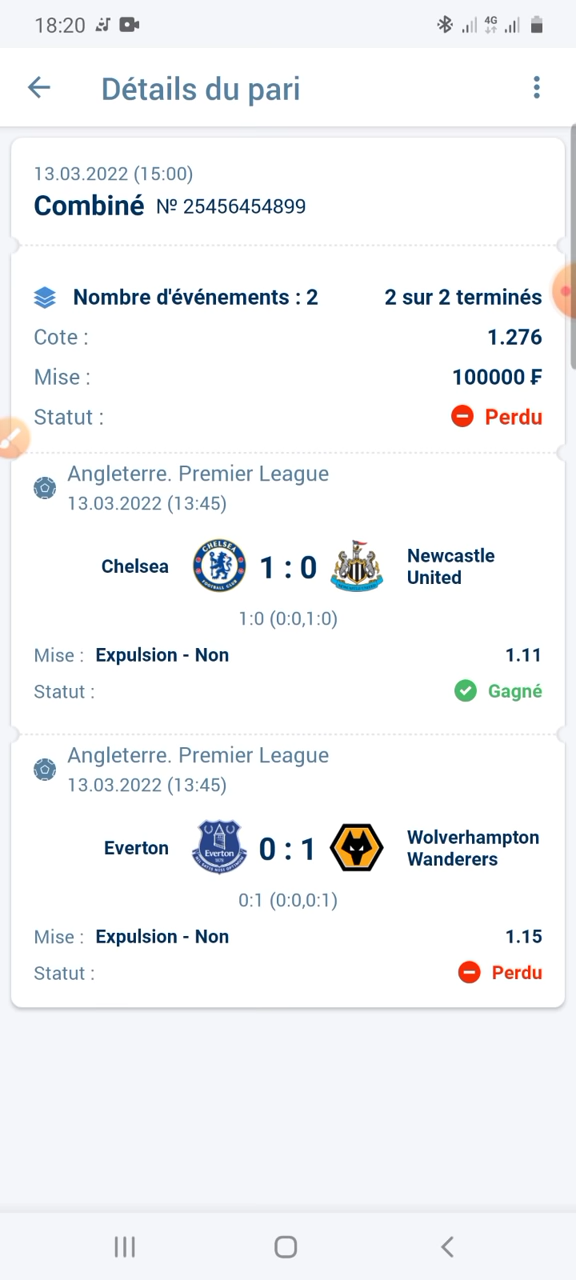 18:20
4G
Détails du pari
13.03.2022 (15:00)
Combiné № 25456454899
Nombre d'événements : 2 2 sur 2 terminés
Cote : 1.276
Mise : 100000 ₣
Statut : Perdu
Angleterre. Premier League
13.03.2022 (13:45)
Chelsea 1 : 0 Newcastle United
1:0 (0:0,1:0)
Mise : Expulsion - Non 1.11
Statut : Gagné
Angleterre. Premier League
13.03.2022 (13:45)
Everton 0 : 1 Wolverhampton Wanderers
0:1 (0:0,0:1)
Mise : Expulsion - Non 1.15
Statut : Perdu